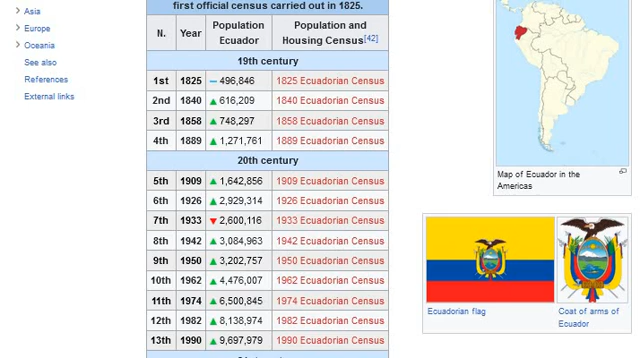 Asia
Europe
Oceania
See also
References
External links
first official census carried out in 1825.
N. Year Population Ecuador Population and Housing Census[42]
19th century
1st 1825 496,846 1825 Ecuadorian Census
2nd 1840 616,209 1840 Ecuadorian Census
3rd 1858 748,297 1858 Ecuadorian Census
4th 1889 1,271,761 1889 Ecuadorian Census
20th century
5th 1909 1,642,856 1909 Ecuadorian Census
6th 1926 2,929,314 1926 Ecuadorian Census
7th 1933 2,600,116 1933 Ecuadorian Census
8th 1942 3,084,963 1942 Ecuadorian Census
9th 1950 3,202,757 1950 Ecuadorian Census
10th 1962 4,476,007 1962 Ecuadorian Census
11th 1974 6,500,845 1974 Ecuadorian Census
12th 1982 8,138,974 1982 Ecuadorian Census
13th 1990 9,697,979 1990 Ecuadorian Census
Map of Ecuador in the
Americas
Ecuadorian flag
Coat of arms of
Ecuador